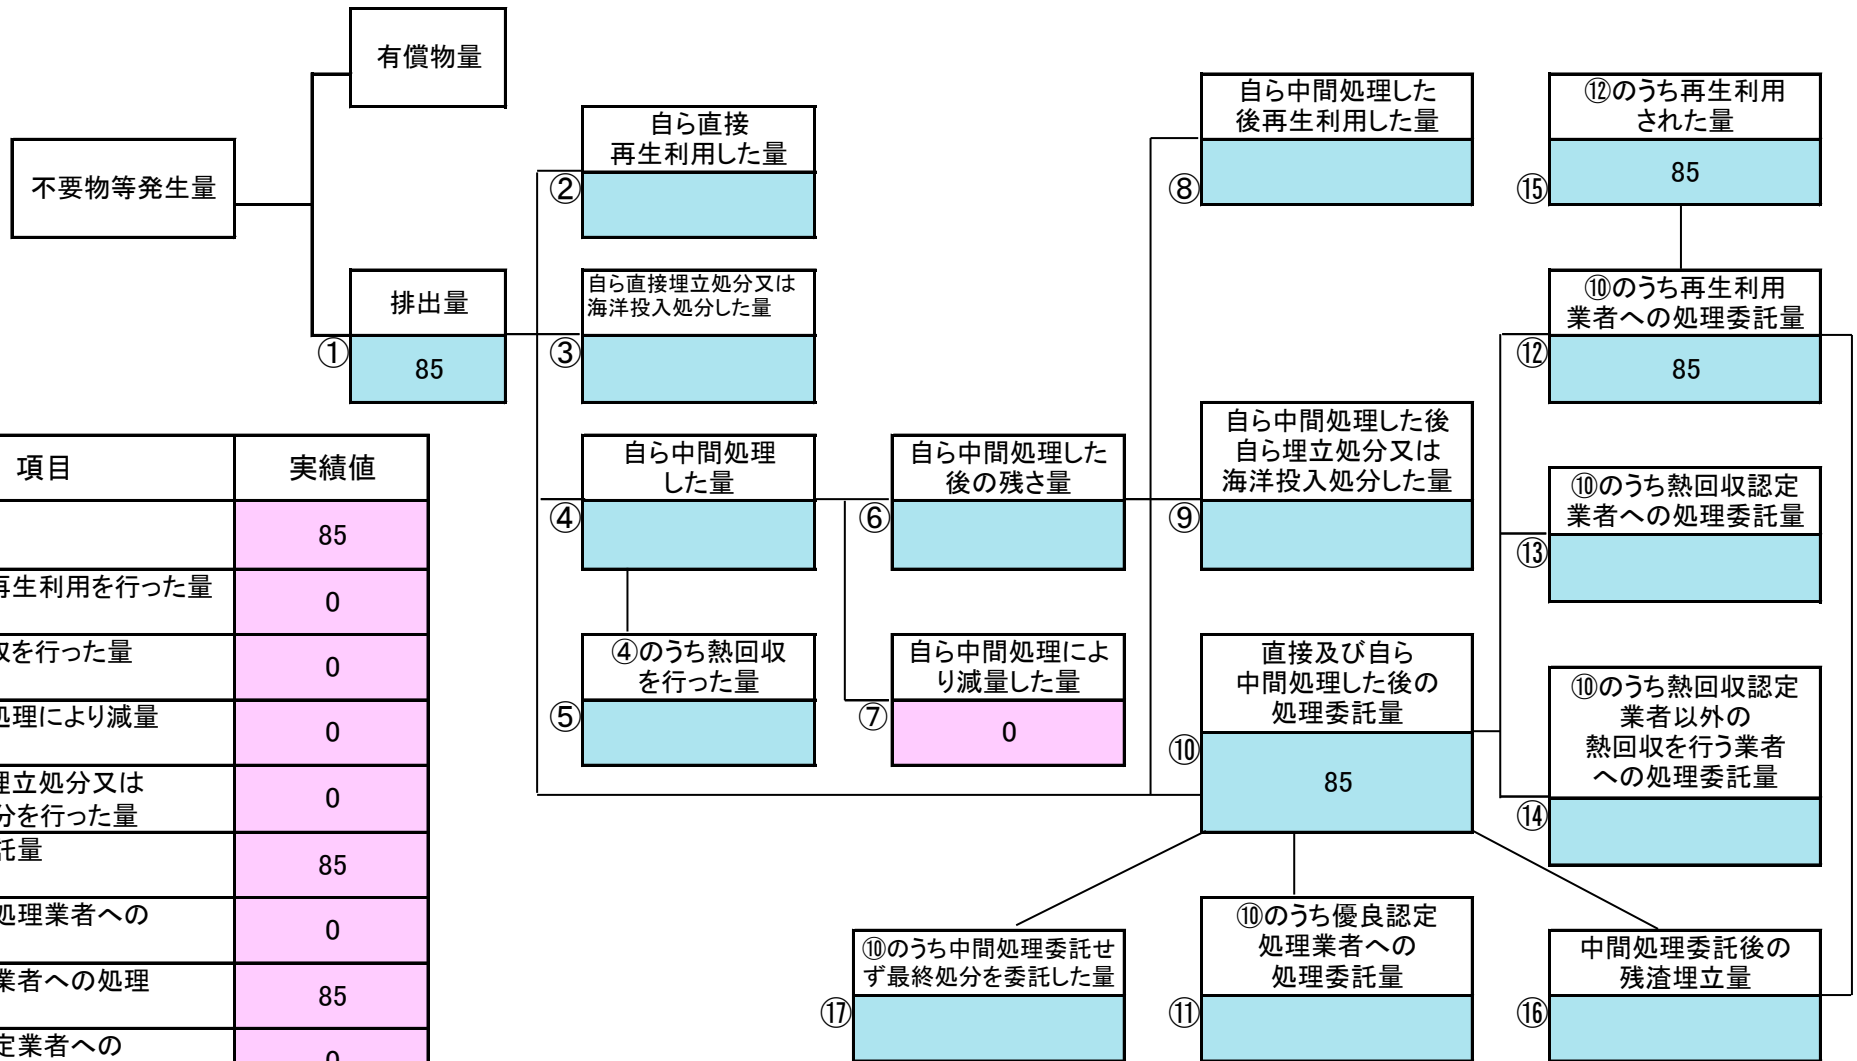 有償物量
不要物等発生量
排出量
①
85
自ら直接
再生利用した量
②
自ら直接埋立処分又は
海洋投入処分した量
③
自ら中間処理
した量
④
④のうち熱回収
を行った量
⑤
自ら中間処理した
後の残さ量
⑥
自ら中間処理によ
り減量した量
⑦
0
自ら中間処理した
後再生利用した量
⑧
自ら中間処理した後
自ら埋立処分又は
海洋投入処分した量
⑨
直接及び自ら
中間処理した後の
処理委託量
⑩
85
⑫のうち再生利用
された量
⑮
85
⑩のうち再生利用
業者への処理委託量
⑫
85
⑩のうち熱回収認定
業者への処理委託量
⑬
⑩のうち熱回収認定
業者以外の
熱回収を行う業者
への処理委託量
⑭
⑩のうち中間処理委託せ
ず最終処分を委託した量
⑰
⑩のうち優良認定
処理業者への
処理委託量
⑪
中間処理委託後の
残渣埋立量
⑯
項目 実績値
85
再生利用を行った量 0
を行った量 0
処理により減量 0
埋立処分又は
を行った量 0
託量 85
処理業者への 0
業者への処理 85
定業者への 0